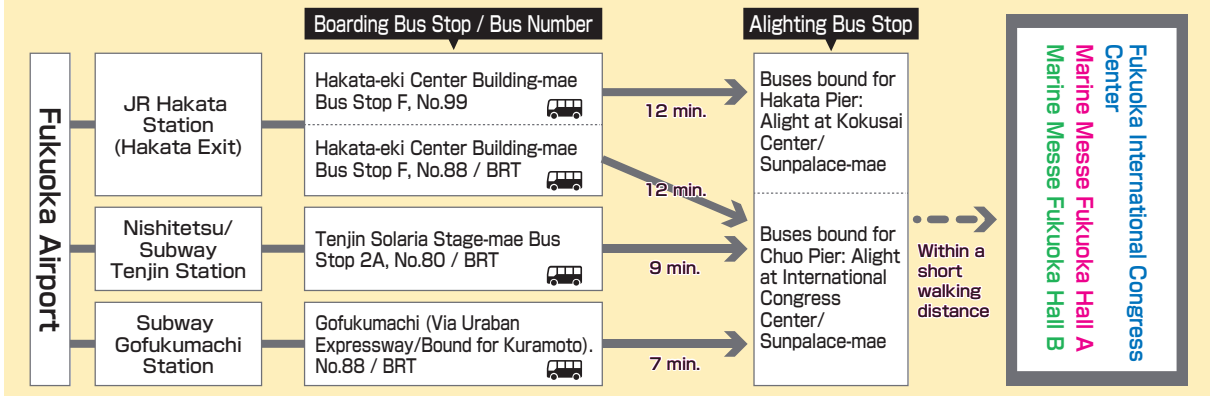 Boarding Bus Stop / Bus Number
Alighting Bus Stop
Fukuoka Airport
JR Hakata
Station
(Hakata Exit)
Hakata-eki Center Building-mae
Bus Stop F, No.99
12 min.
Hakata-eki Center Building-mae
Bus Stop F, No.88 / BRT
12 min.
Nishitetsu/
Subway
Tenjin Station
Tenjin Solaria Stage-mae Bus
Stop 2A, No.80 / BRT
9 min.
Subway
Gofukumachi
Station
Gofukumachi (Via Uraban
Expressway/Bound for Kuramoto).
No.88 / BRT
7 min.
Buses bound for
Hakata Pier:
Alight at Kokusai
Center/
Sunpalace-mae
Buses bound for
Chuo Pier: Alight
at International
Congress
Center/
Sunpalace-mae
Within a
short
walking
distance
Fukuoka International Congress
Center
Marine Messe Fukuoka Hall A
Marine Messe Fukuoka Hall B